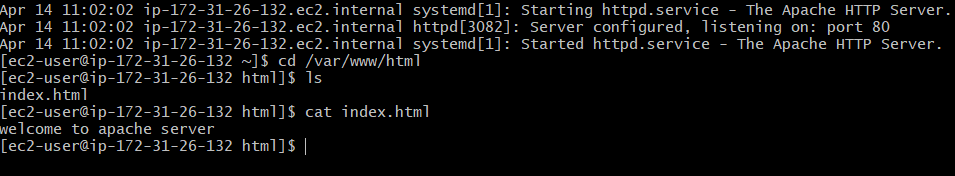 Apr 14 11:02:02 ip-172-31-26-132.ec2.internal systemd[1]: Starting httpd.service - The Apache HTTP Server.
Apr 14 11:02:02 ip-172-31-26-132.ec2.internal httpd[3082]: Server configured, listening on: port 80
Apr 14 11:02:02 ip-172-31-26-132.ec2.internal systemd[1]: Started httpd.service - The Apache HTTP Server.
[ec2-user@ip-172-31-26-132 ~]$ cd /var/www/html
[ec2-user@ip-172-31-26-132 html]$ ls
index.html
[ec2-user@ip-172-31-26-132 html]$ cat index.html
welcome to apache server
[ec2-user@ip-172-31-26-132 html]$